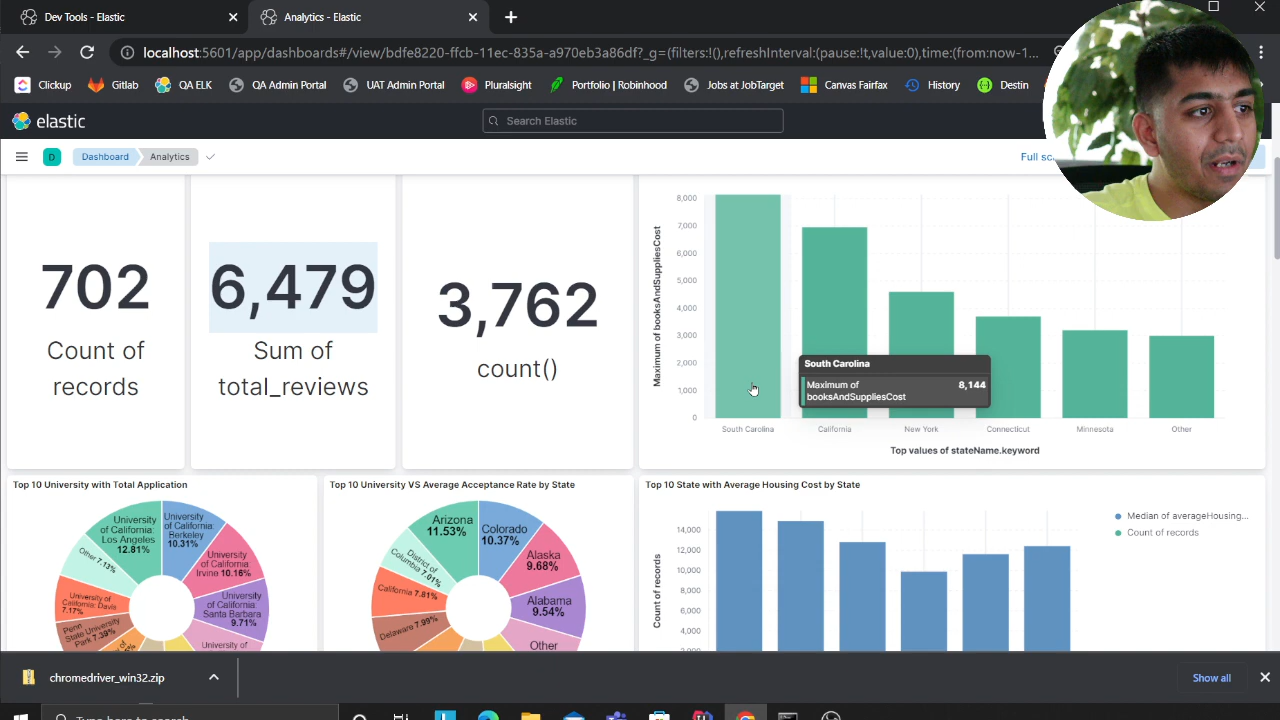 Dev Tools - Elastic
Analytics - Elastic
localhost:5601/app/dashboards#/view/bdfe8220-ffcb-11ec-835a-a970eb3a86df?_g=(filters:!(),refreshInterval:(pause:!t,value:0),time:(from:now-1...
Clickup
Gitlab
QA ELK
QA Admin Portal
UAT Admin Portal
Pluralsight
Portfolio | Robinhood
Jobs at JobTarget
Canvas Fairfax
History
Destin
elastic
Search Elastic
D
Dashboard
Analytics
Full sc
702
Count of
records
6,479
Sum of
total_reviews
3,762
count()
Maximum of booksAndSuppliesCost
8,000
7,000
6,000
5,000
4,000
3,000
2,000
1,000
0
South Carolina
Maximum of
booksAndSuppliesCost
8,144
South Carolina
California
New York
Connecticut
Minnesota
Other
Top values of stateName.keyword
Top 10 University with Total Application
University
of California:
Los Angeles
12.81%
University
of California:
Berkeley
10.31%
University
of California:
Irvine 10.16%
University
of California:
Santa Barbara
9.71%
University of
Other 7.13%
University of
California: Davis
7.17%
Penn
State University
Park 7.39%
Top 10 University VS Average Acceptance Rate by State
Arizona
11.53%
Colorado
10.37%
Alaska
9.68%
Alabama
9.54%
Other
District of
Columbia 7.01%
California 7.81%
Delaware 7.99%
Top 10 State with Average Housing Cost by State
Count of records
14,000
12,000
10,000
8,000
6,000
4,000
2,000
Median of averageHousing...
Count of records
chromedriver_win32.zip
Show all
Type here to search